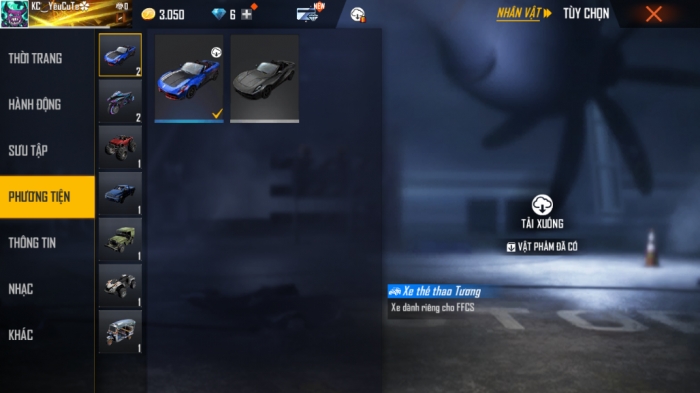 KC__YêuCoTs
0
3.050
6
NEW
NHÂN VẬT
TÙY CHỌN
THỜI TRANG
HÀNH ĐỘNG
SƯU TẬP
PHƯƠNG TIỆN
THÔNG TIN
NHẠC
KHÁC
2
2
1
1
1
1
1
TẢI XUỐNG
VẬT PHẨM ĐÃ CÓ
Xe thể thao Tương
Xe dành riêng cho FFCS